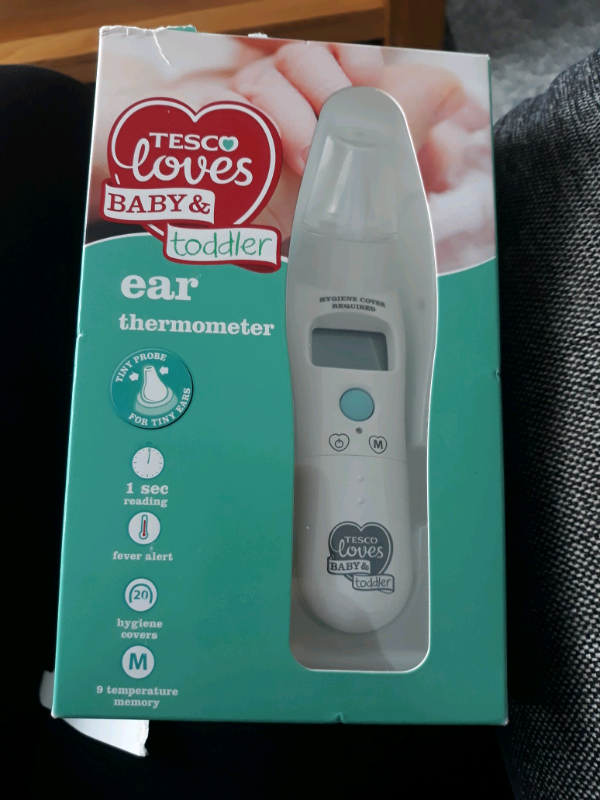 TESCO
loves
BABY &
toddler
ear
thermometer
TINY PROBE
FOR TINY EARS
1 sec
reading
fever alert
20
hygiene
covers
M
9 temperature
memory
HYGIENE COVER
REQUIRED
M
TESCO
loves
BABY &
toddler